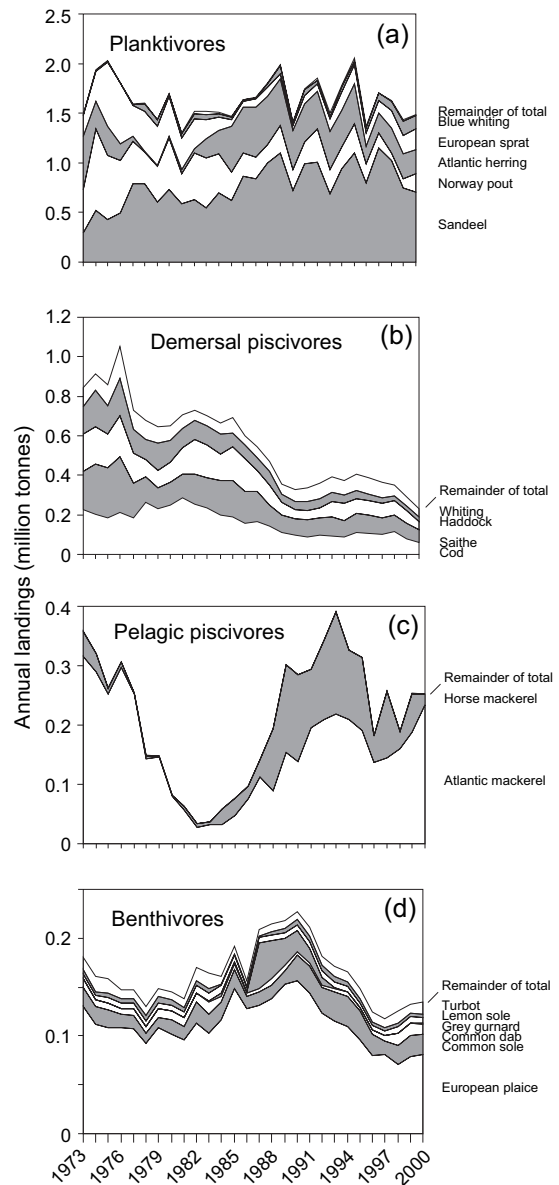 (a)
Planktivores
2.5
2.0
1.5
1.0
0.5
0
Remainder of total
Blue whiting
European sprat
Atlantic herring
Norway pout
Sandeel
Annual landings (million tonnes)
(b)
Demersal piscivores
1.2
1.0
0.8
0.6
0.4
0.2
0
Remainder of total
Whiting
Haddock
Saithe
Cod
(c)
Pelagic piscivores
0.4
0.3
0.2
0.1
0
Remainder of total
Horse mackerel
Atlantic mackerel
(d)
Benthivores
0.2
0.1
0
Remainder of total
Turbot
Lemon sole
Grey gurnard
Common dab
Common sole
European plaice
1973
1976
1979
1982
1985
1988
1991
1994
1997
2000